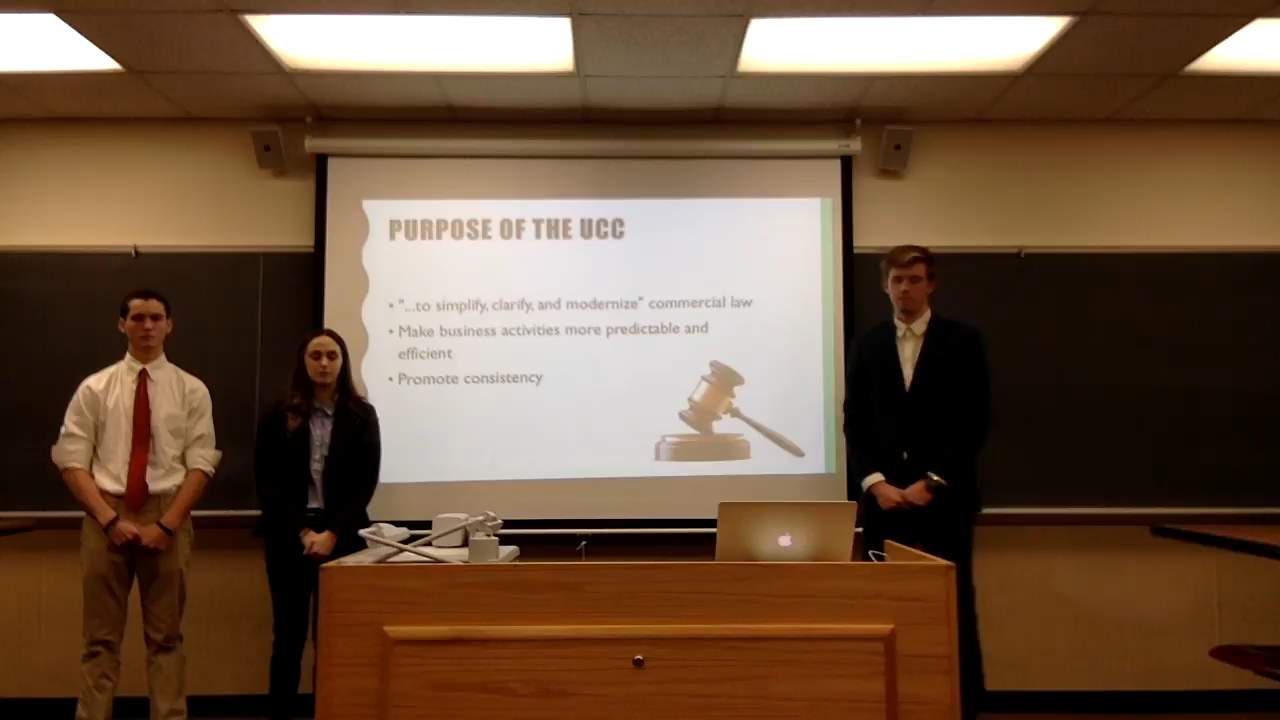 PURPOSE OF THE UCC
• "...to simplify, clarify, and modernize" commercial law
• Make business activities more predictable and
efficient
• Promote consistency